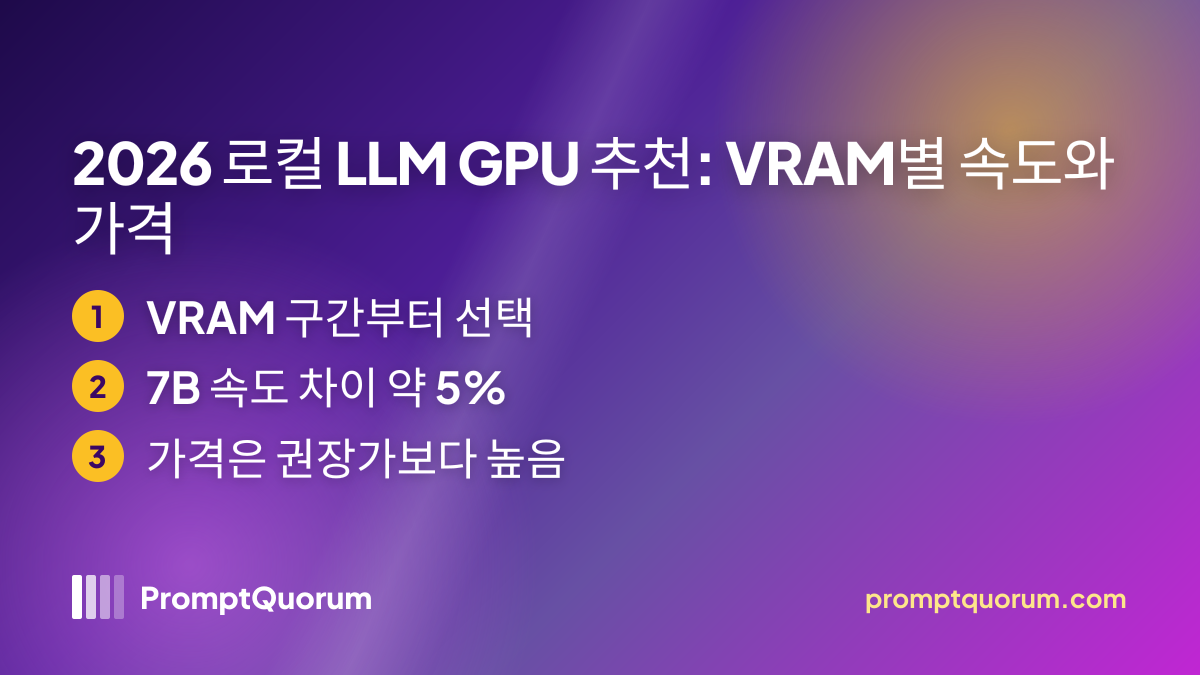 2026 로컬 LLM GPU 추천: VRAM별 속도와
가격
1 VRAM 구간부터 선택
2 7B 속도 차이 약 5%
3 가격은 권장가보다 높음
PromptQuorum
promptquorum.com